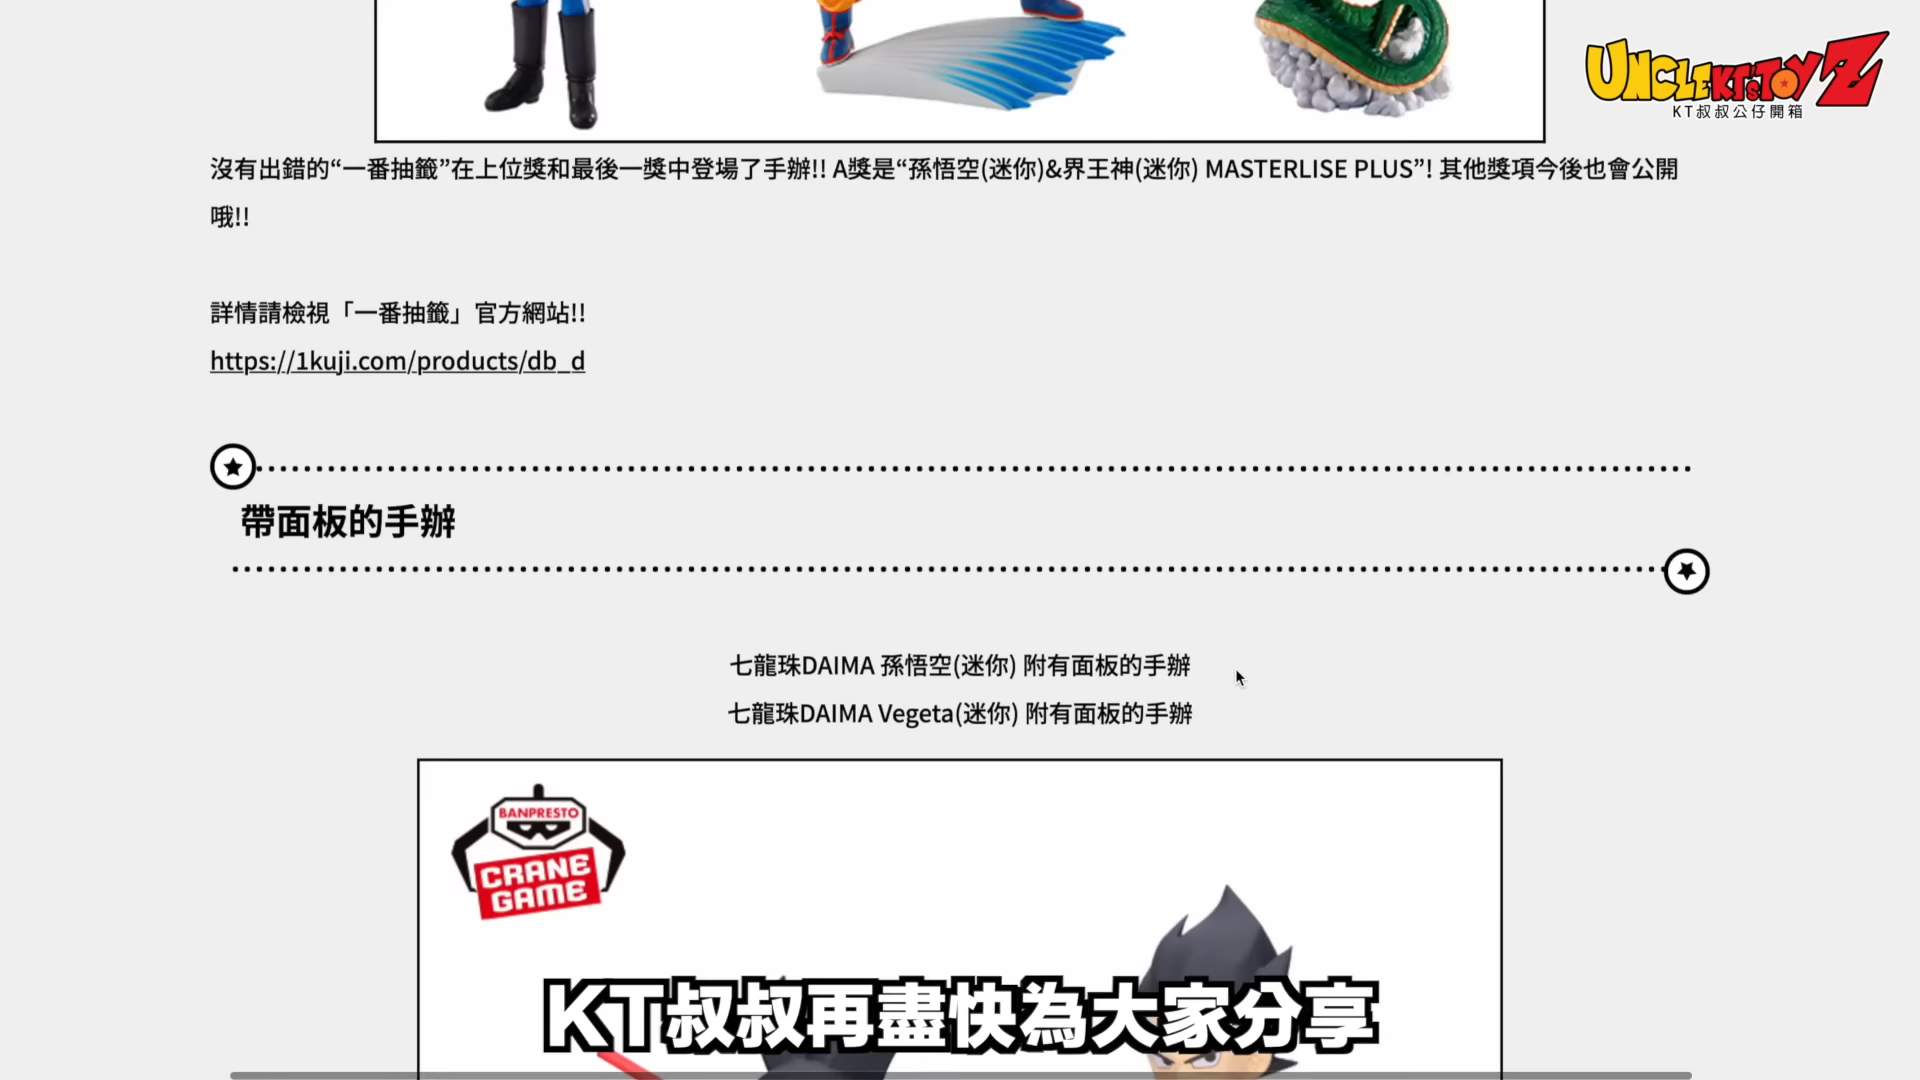 UNCLE KT'S TOY Z
KT叔叔公仔開箱
沒有出錯的“一番抽籤”在上位獎和最後一獎中登場了手辦!! A獎是“孫悟空(迷你)&界王神(迷你) MASTERLISE PLUS”! 其他獎項今後也會公開
哦!!
詳情請檢視「一番抽籤」官方網站!!
https://1kuji.com/products/db_d
帶面板的手辦
七龍珠DAIMA 孫悟空(迷你) 附有面板的手辦
七龍珠DAIMA Vegeta(迷你) 附有面板的手辦
BANPRESTO
CRANE
GAME
KT叔叔再盡快為大家分享